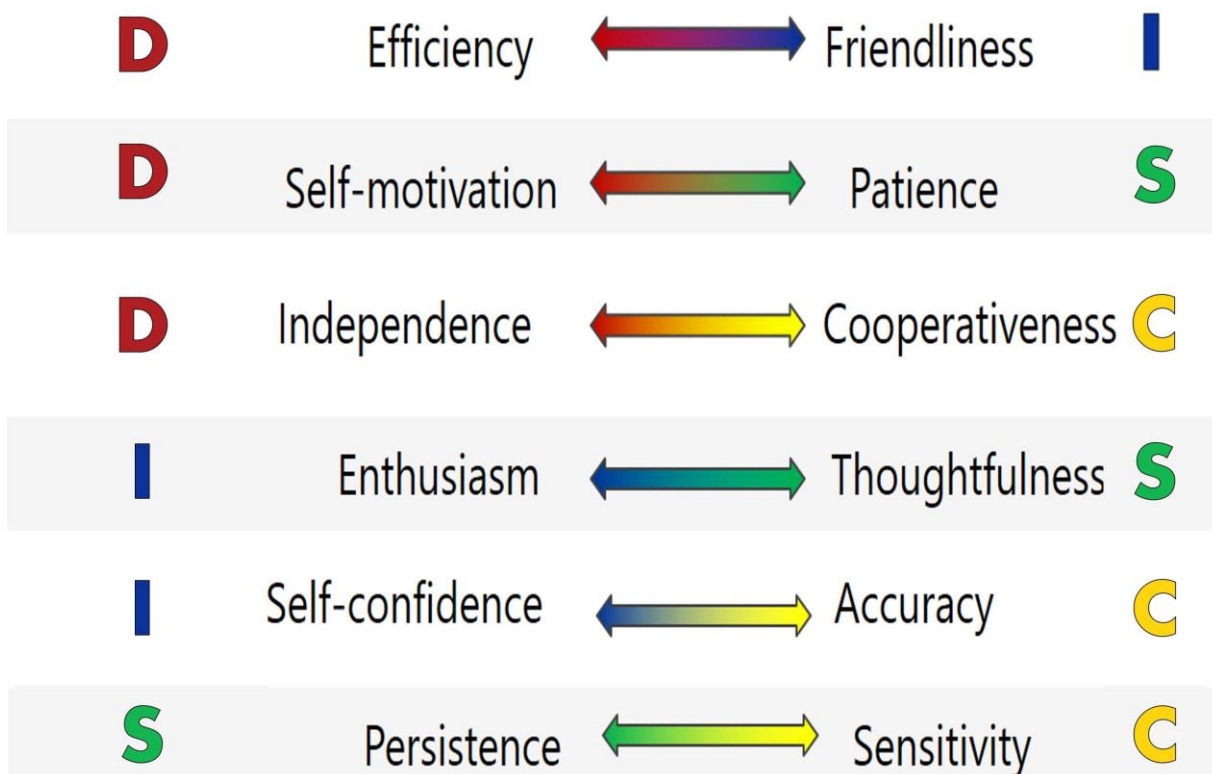 D Efficiency Friendliness I
D Self-motivation Patience S
D Independence Cooperativeness C
I Enthusiasm Thoughtfulness S
I Self-confidence Accuracy C
S Persistence Sensitivity C